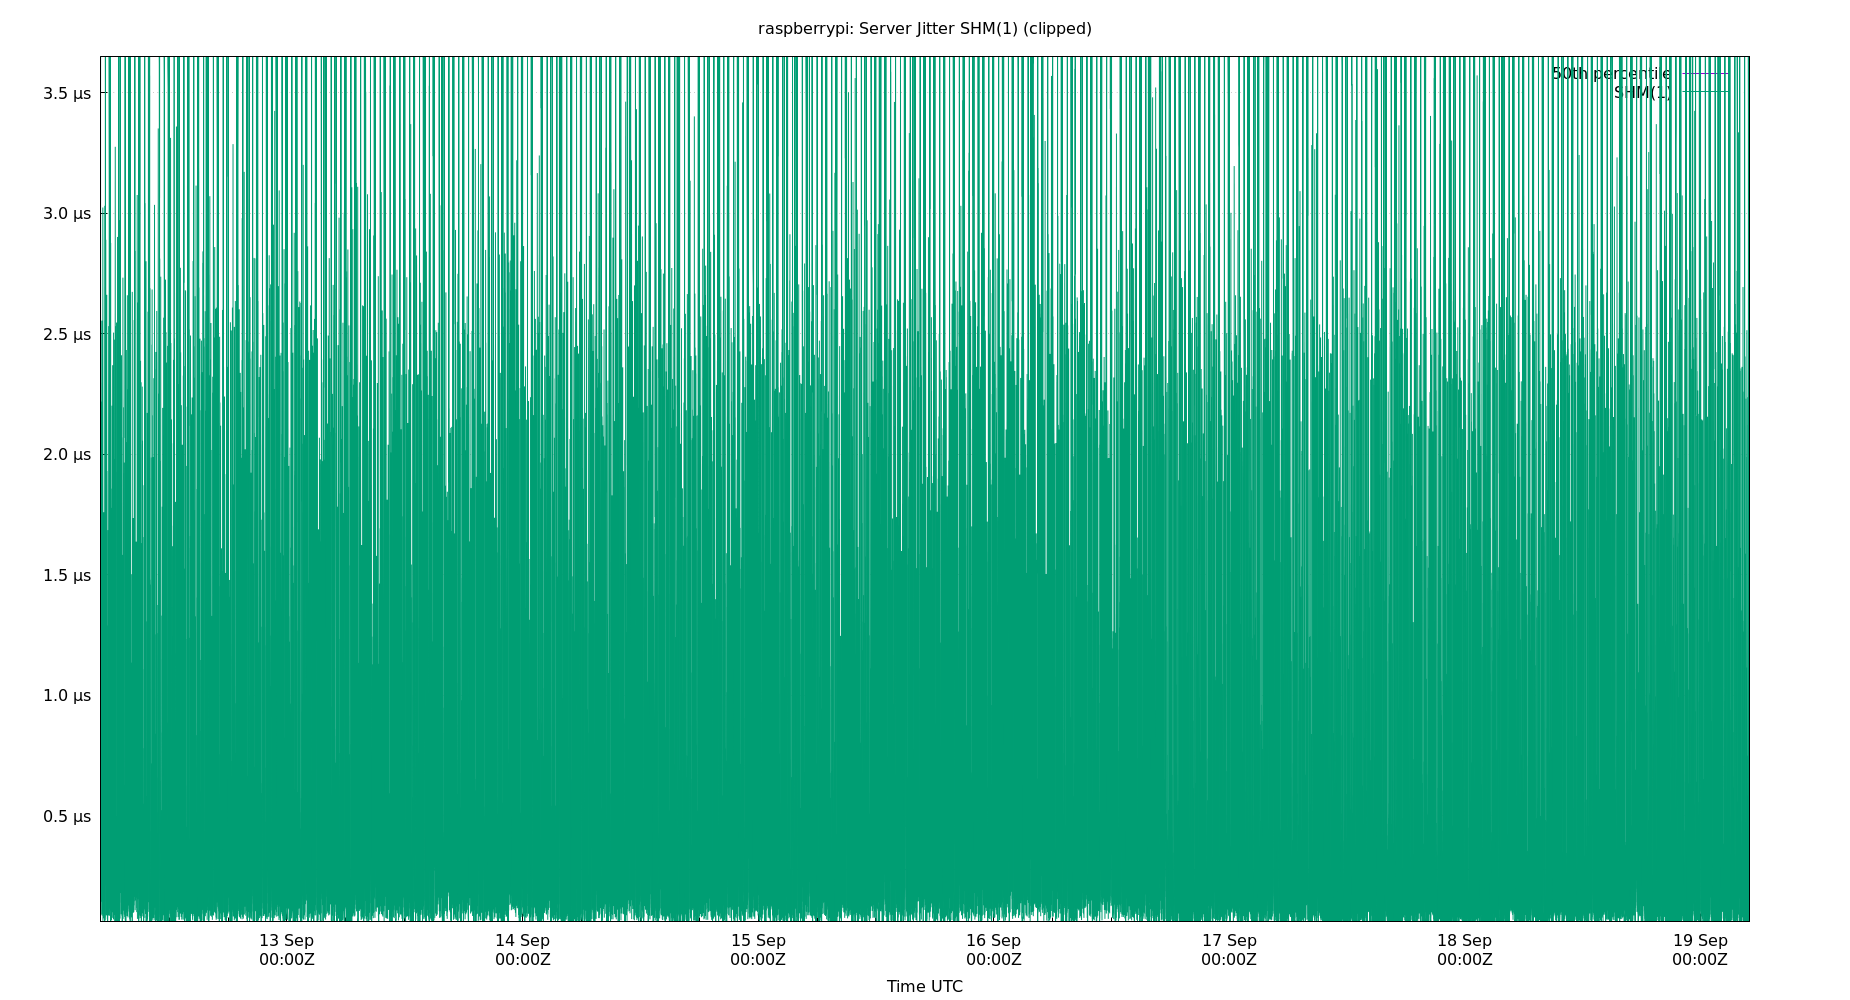 raspberrypi: Server Jitter SHM(1) (clipped)
50th percentile
SHM(1)
3.5 µs
3.0 µs
2.5 µs
2.0 µs
1.5 µs
1.0 µs
0.5 µs
13 Sep 14 Sep 15 Sep 16 Sep 17 Sep 18 Sep 19 Sep
00:00Z 00:00Z 00:00Z 00:00Z 00:00Z 00:00Z 00:00Z
Time UTC